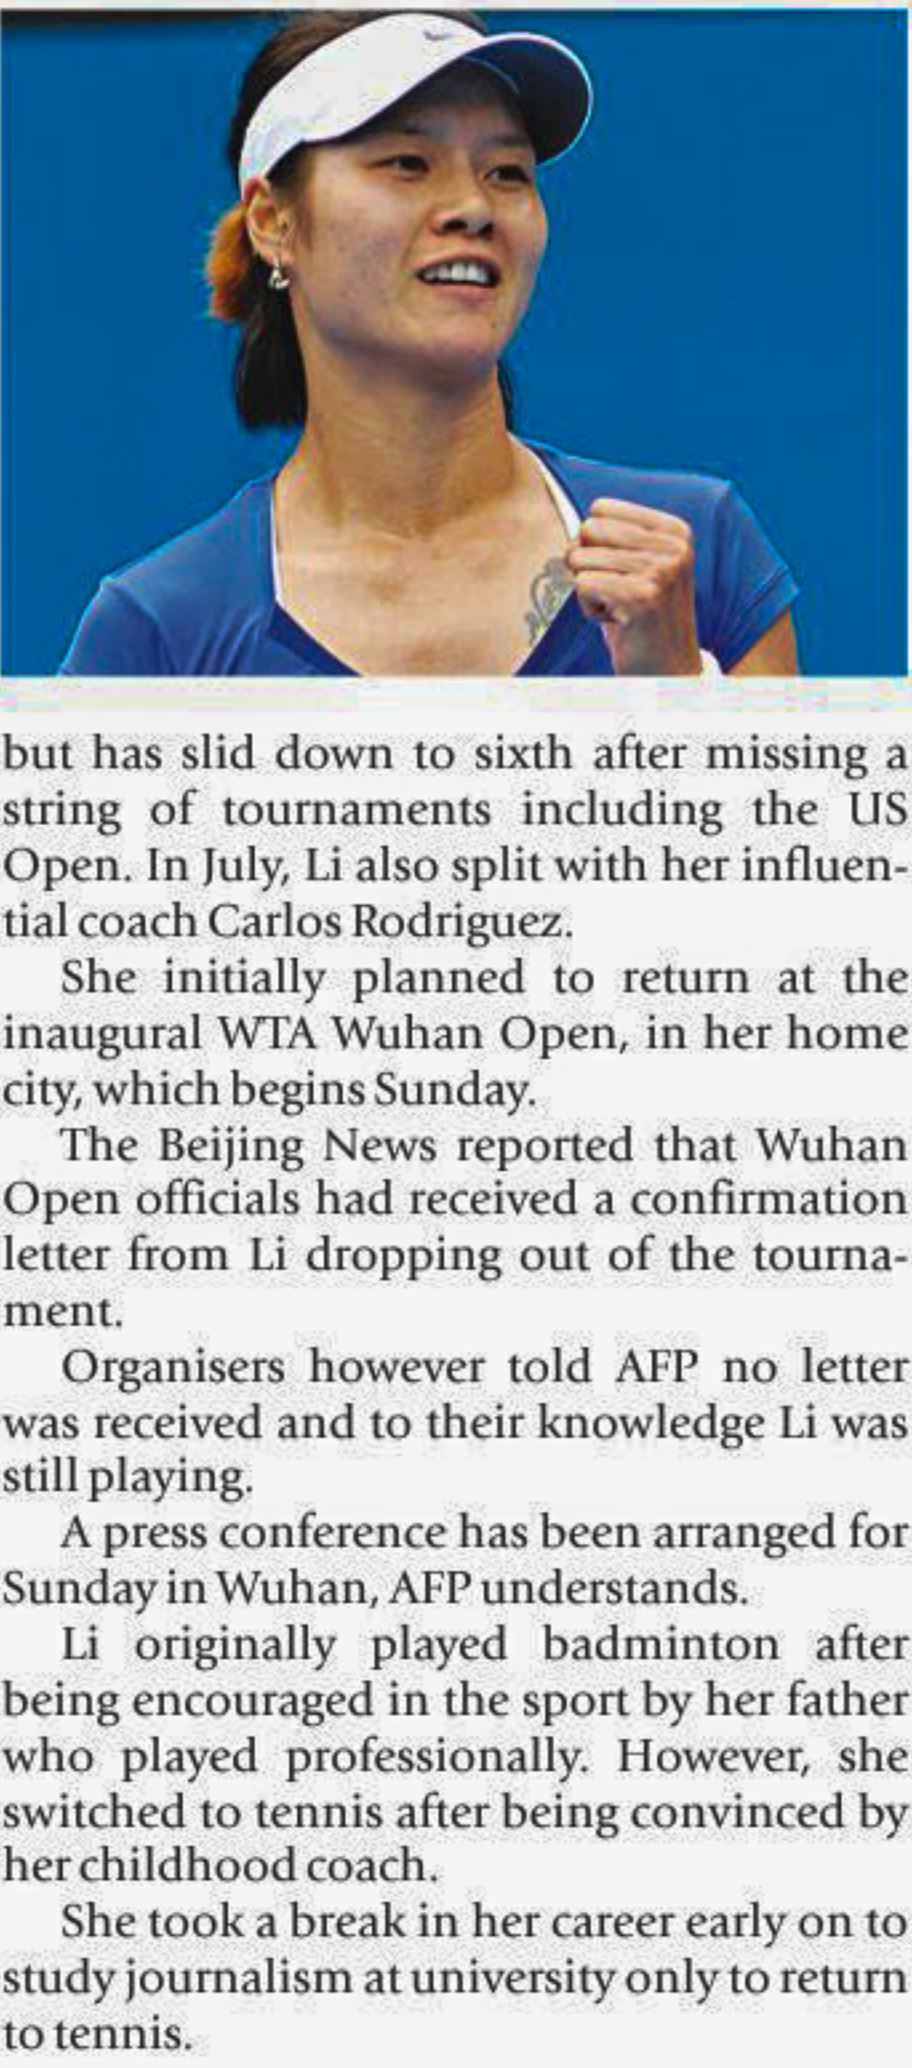 but has slid down to sixth after missing a
string of tournaments including the US
Open. In July, Li also split with her influen-
tial coach Carlos Rodriguez.
She initially planned to return at the
inaugural WTA Wuhan Open, in her home
city, which begins Sunday.
The Beijing News reported that Wuhan
Open officials had received a confirmation
letter from Li dropping out of the tourna-
ment.
Organisers however told AFP no letter
was received and to their knowledge Li was
still playing.
A press conference has been arranged for
Sunday in Wuhan, AFP understands.
Li originally played badminton after
being encouraged in the sport by her father
who played professionally. However, she
switched to tennis after being convinced by
her childhood coach.
She took a break in her career early on to
study journalism at university only to return
to tennis.